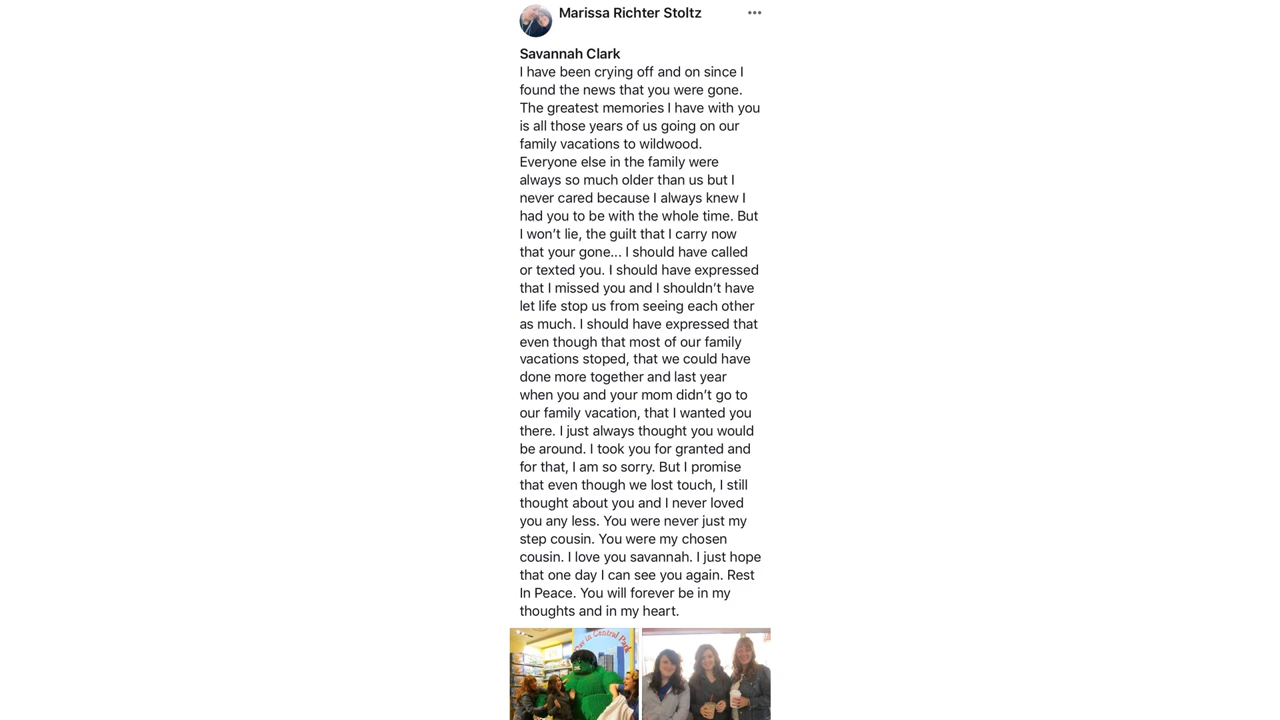 Marissa Richter Stoltz
Savannah Clark
I have been crying off and on since I
found the news that you were gone.
The greatest memories I have with you
is all those years of us going on our
family vacations to wildwood.
Everyone else in the family were
always so much older than us but I
never cared because I always knew I
had you to be with the whole time. But
I won’t lie, the guilt that I carry now
that your gone... I should have called
or texted you. I should have expressed
that I missed you and I shouldn’t have
let life stop us from seeing each other
as much. I should have expressed that
even though that most of our family
vacations stoped, that we could have
done more together and last year
when you and your mom didn’t go to
our family vacation, that I wanted you
there. I just always thought you would
be around. I took you for granted and
for that, I am so sorry. But I promise
that even though we lost touch, I still
thought about you and I never loved
you any less. You were never just my
step cousin. You were my chosen
cousin. I love you savannah. I just hope
that one day I can see you again. Rest
In Peace. You will forever be in my
thoughts and in my heart.
in Central Park